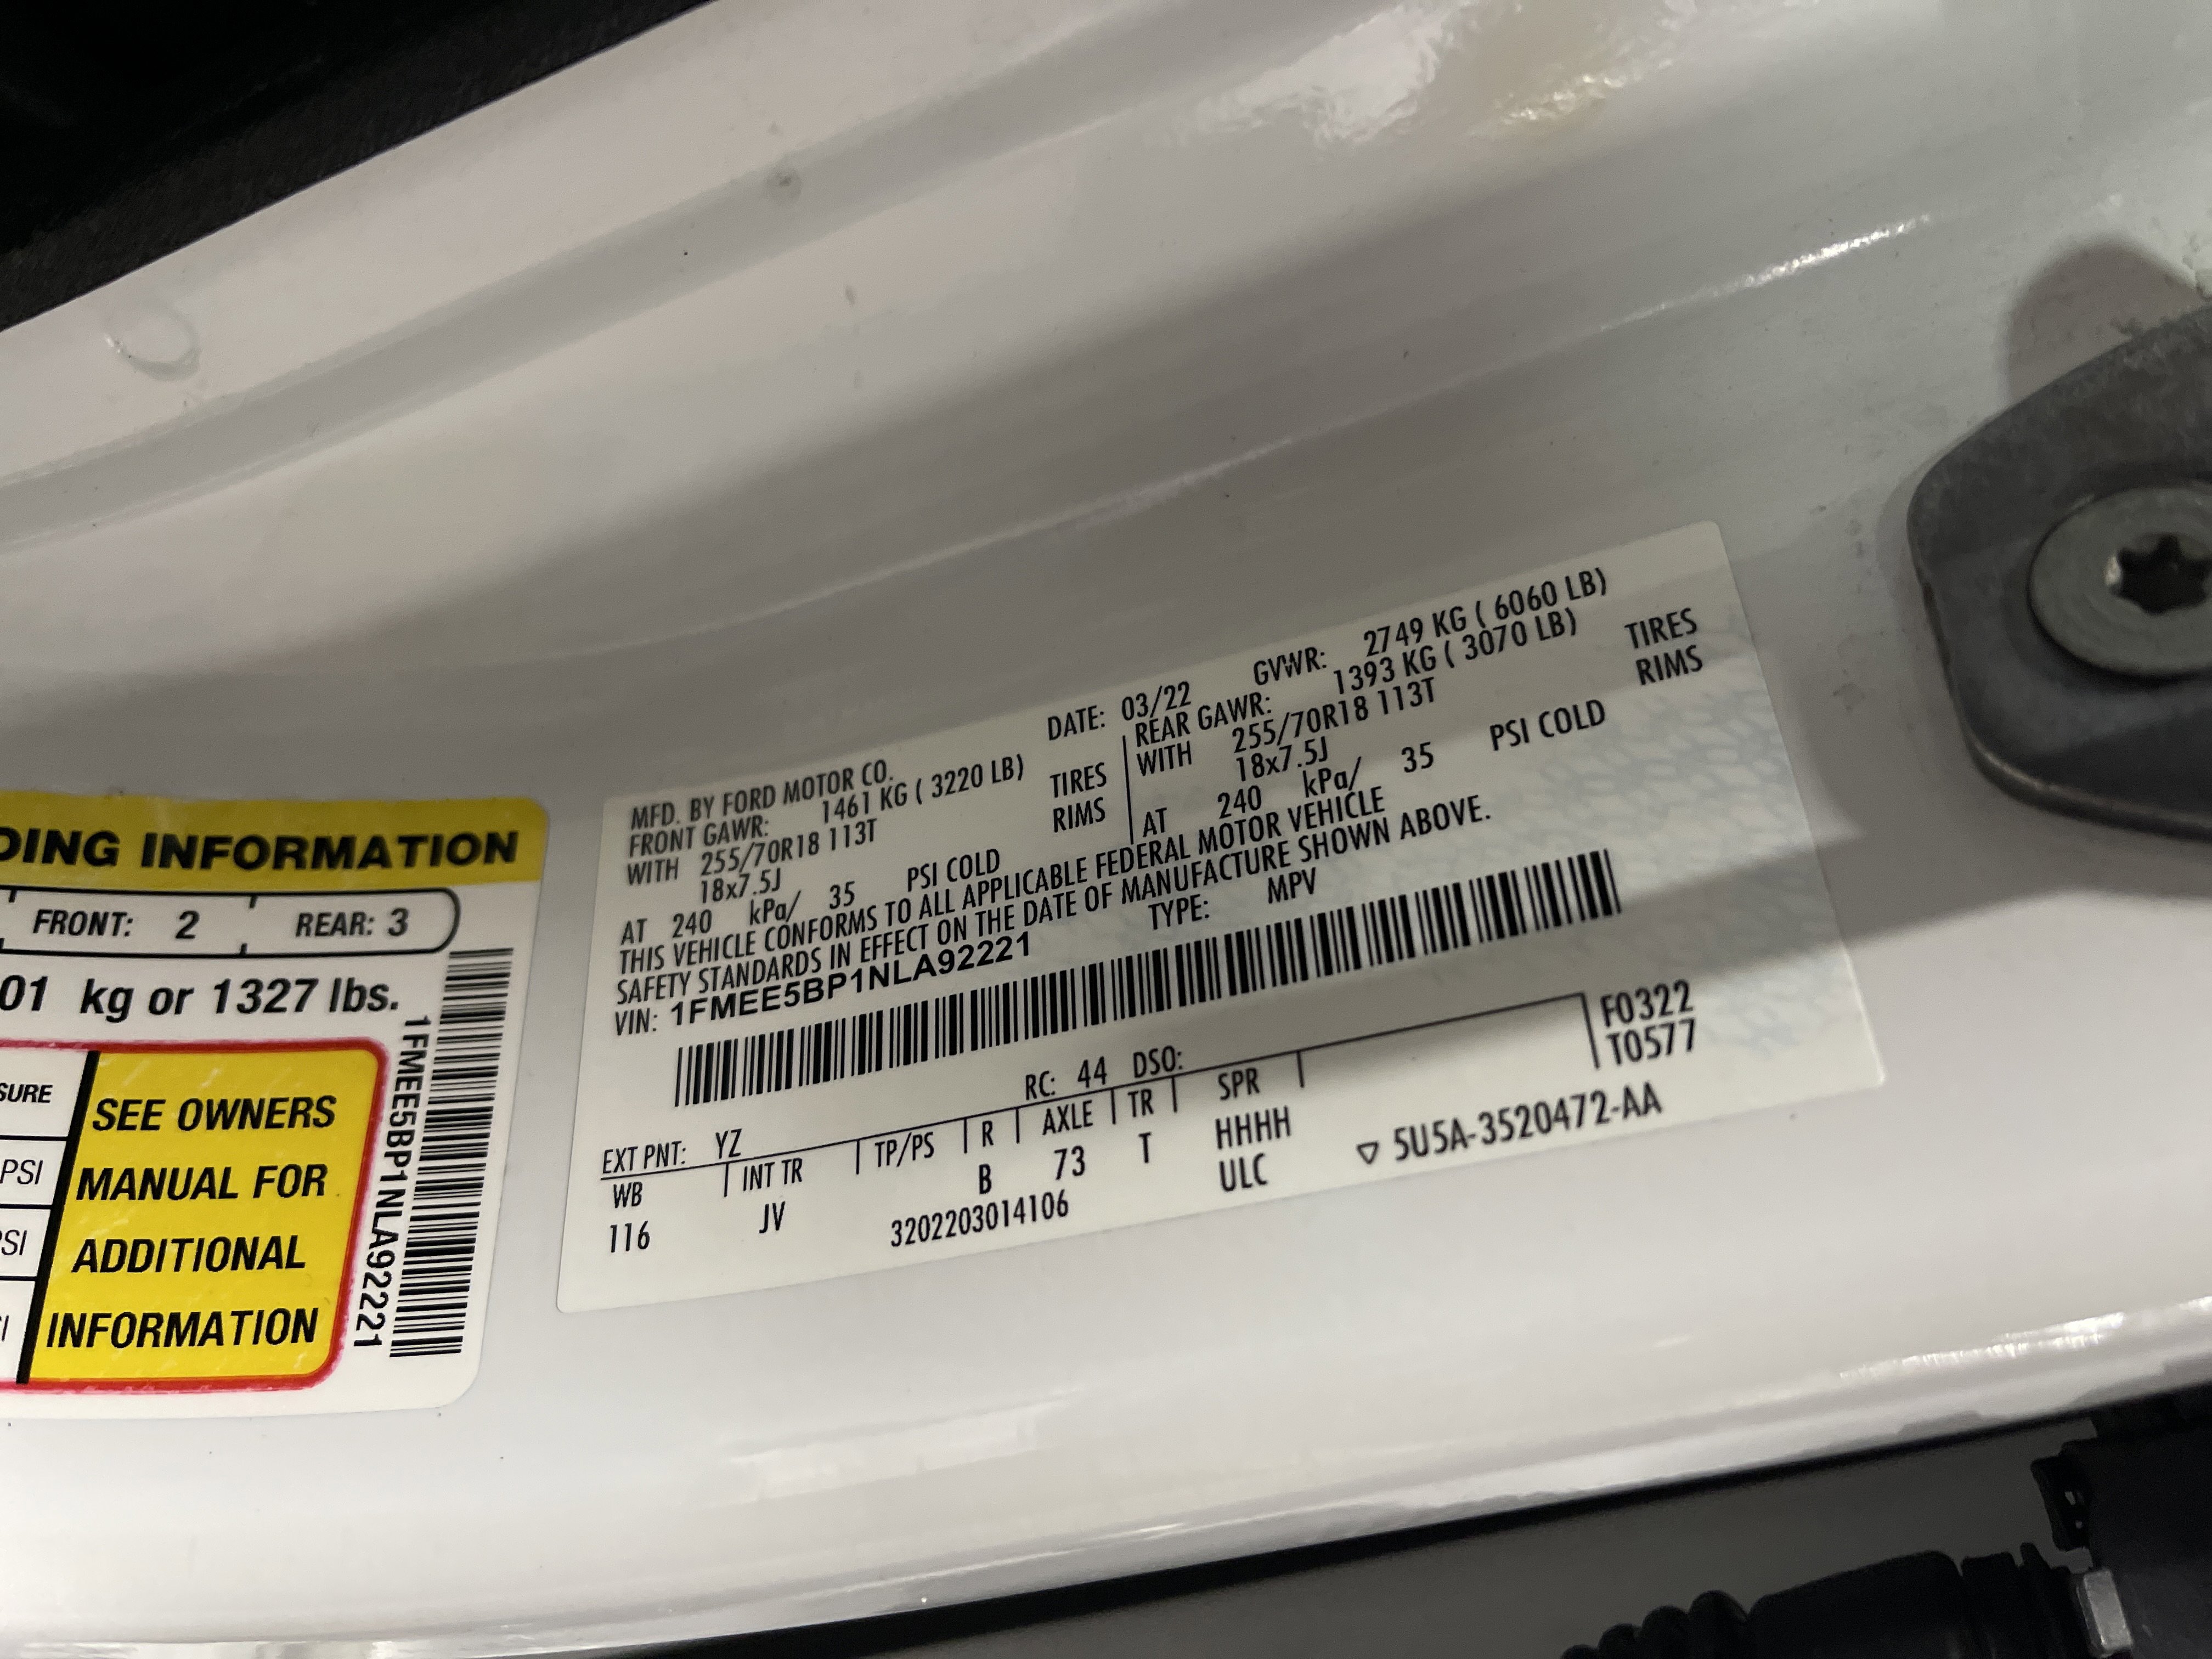 DING INFORMATION
FRONT: 2 REAR: 3
01 kg or 1327 lbs.
SURE
PSI
PSI
SEE OWNERS
MANUAL FOR
ADDITIONAL
INFORMATION
1FMEE5BP1NLA92221
MFD. BY FORD MOTOR CO.
DATE: 03/22 GVWR: 2749 KG ( 6060 LB)
FRONT GAWR: 1461 KG ( 3220 LB)
WITH 255/70R18 113T TIRES
18x7.5J RIMS
AT 240 kPa/ 35 PSI COLD
REAR GAWR: 1393 KG ( 3070 LB)
WITH 255/70R18 113T TIRES
18x7.5J RIMS
AT 240 kPa/ 35 PSI COLD
THIS VEHICLE CONFORMS TO ALL APPLICABLE FEDERAL MOTOR VEHICLE
SAFETY STANDARDS IN EFFECT ON THE DATE OF MANUFACTURE SHOWN ABOVE.
VIN: 1FMEE5BP1NLA92221 TYPE: MPV
F0322
T0577
EXT PNT: YZ RC: 44 DSO:
WB INT TR TP/PS R AXLE TR SPR
116 JV B 73 T HHHH
3202203014106 ULC
5U5A-3520472-AA